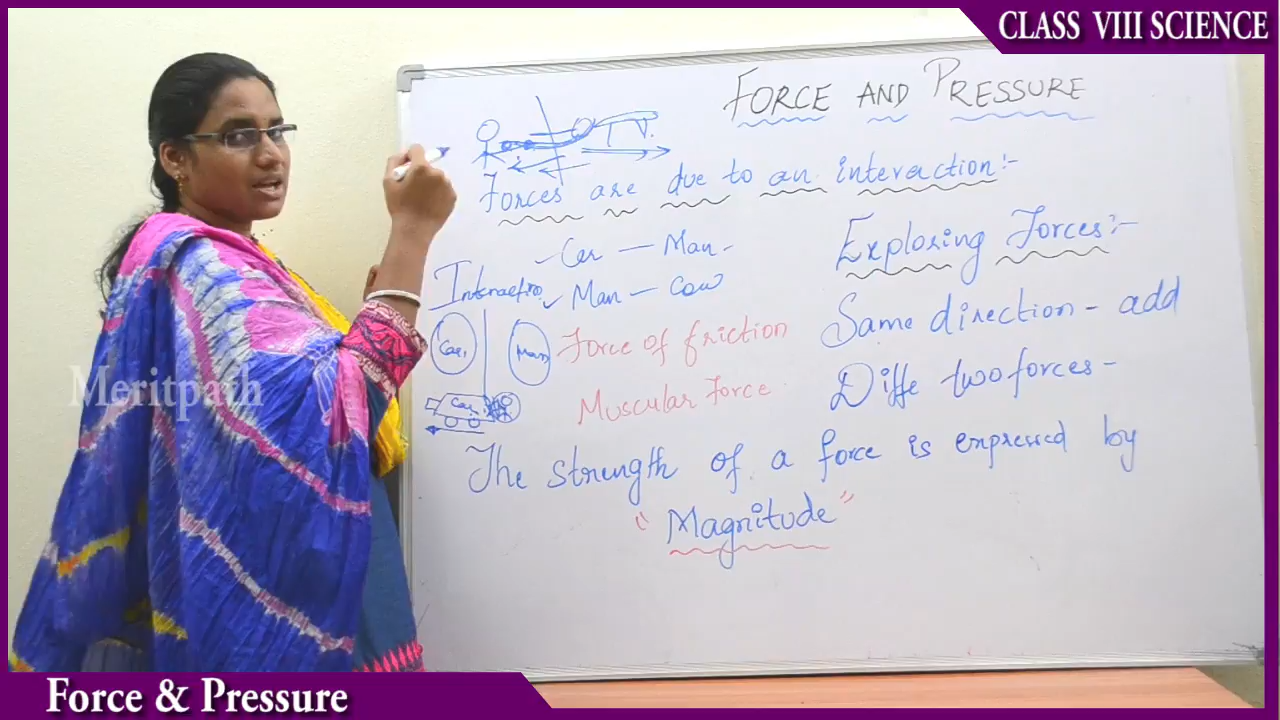 CLASS VIII SCIENCE
FORCE AND PRESSURE
Forces are due to an interaction:-
Car - Man -
Interaction
Man - Cow
Exploring Forces:-
Same direction - add
Diffe two forces -
Car
Man
Force of friction
Muscular Force
Car
The strength of a force is expressed by
"Magnitude"
Meritpath
Force & Pressure